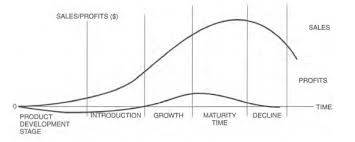 SALES/PROFITS ($)
SALES
PROFITS
0
TIME
PRODUCT
DEVELOPMENT
STAGE
INTRODUCTION
GROWTH
MATURITY
TIME
DECLINE